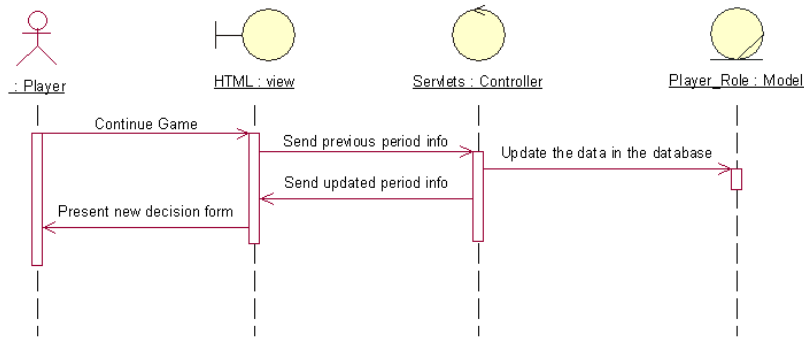 : Player
HTML : view
Servlets : Controller
Player_Role : Model
Continue Game
Send previous period info
Update the data in the database
Send updated period info
Present new decision form